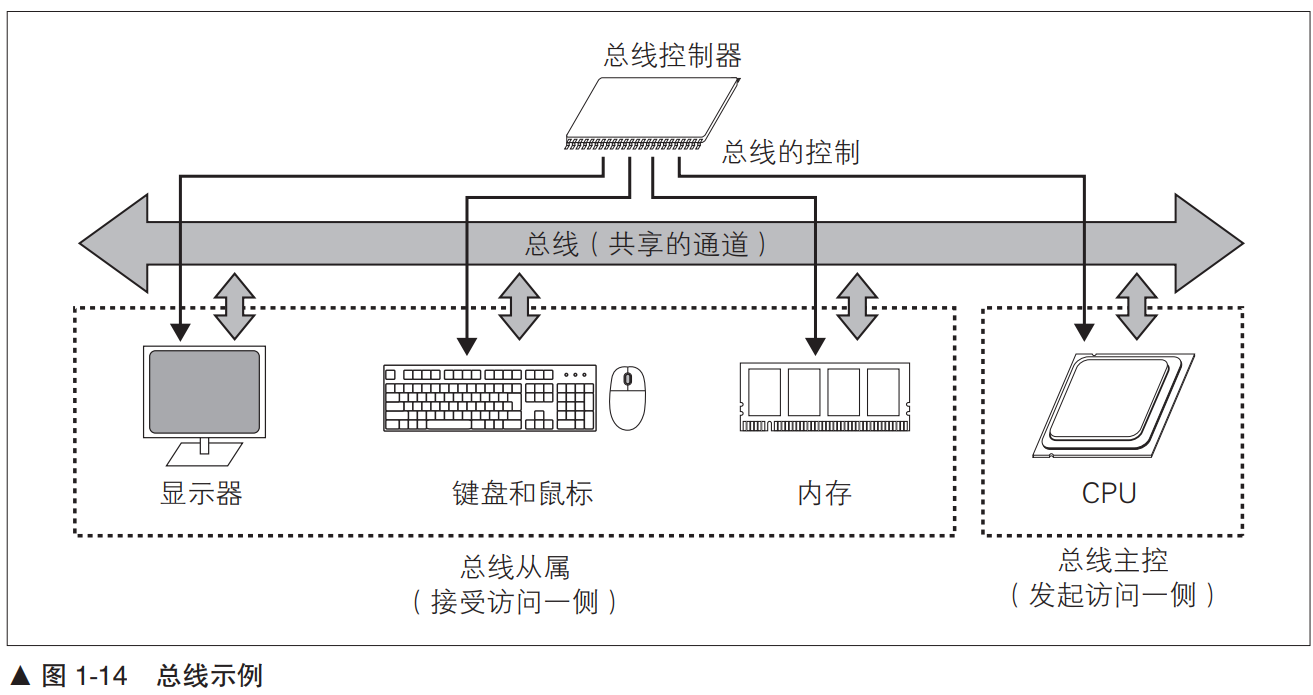 总线控制器
总线的控制
总线（共享的通道）
显示器
键盘和鼠标
内存
CPU
总线从属
（接受访问一侧）
总线主控
（发起访问一侧）
▲ 图 1-14 总线示例